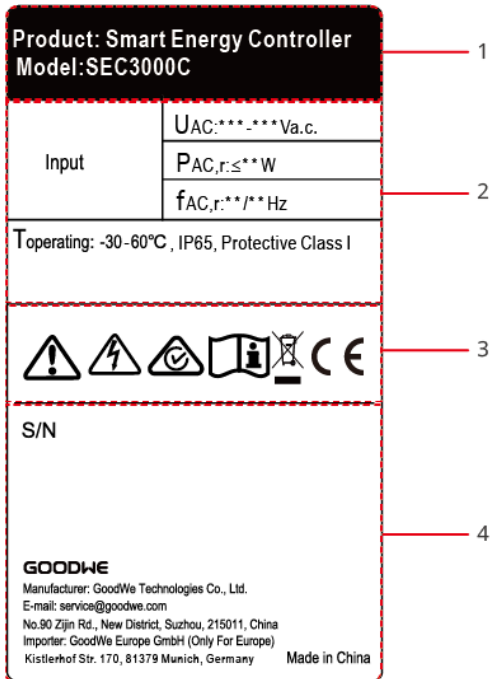 Product: Smart Energy Controller
Model:SEC3000C
1
Input
UAC:***-***Va.c.
PAC,r:≤**W
fAC,r:**/**Hz
2
Toperating: -30-60℃, IP65, Protective Class I
3
S/N
4
GOODWE
Manufacturer: GoodWe Technologies Co., Ltd.
E-mail: service@goodwe.com
No.90 Zijin Rd., New District, Suzhou, 215011, China
Importer: GoodWe Europe GmbH (Only For Europe)
Kistlerhof Str. 170, 81379 Munich, Germany
Made in China